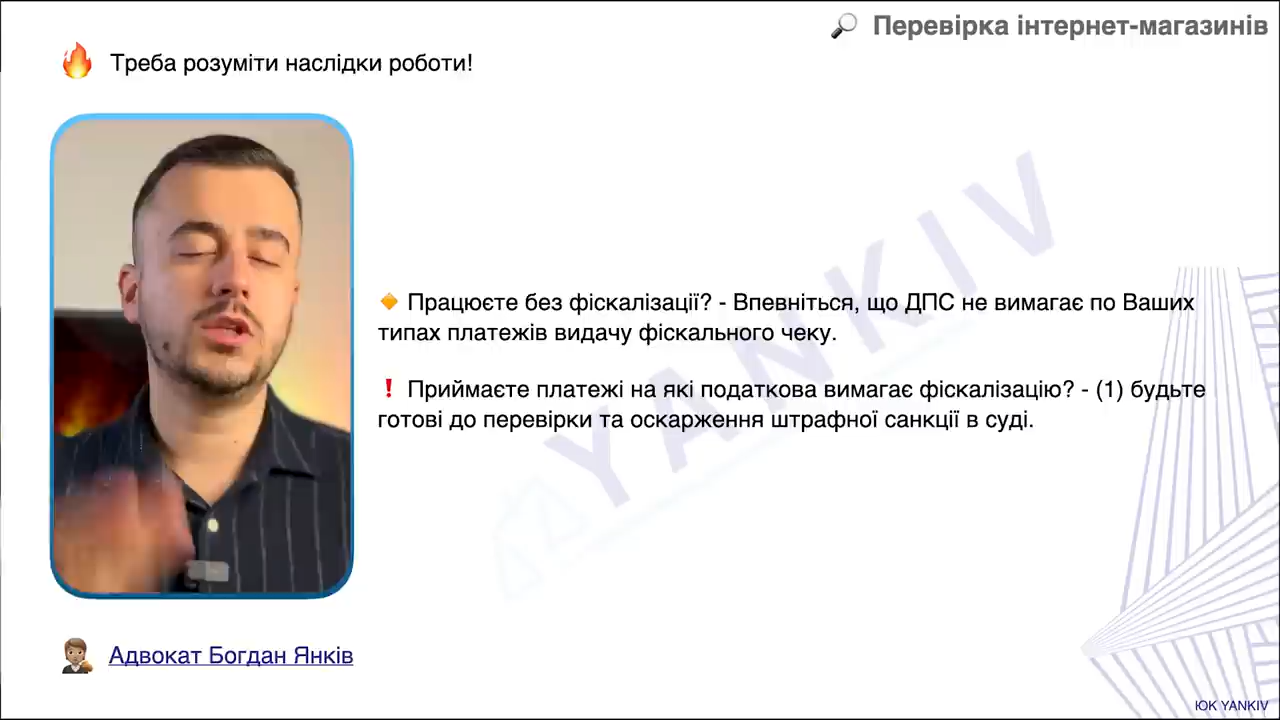 🔎 Перевірка інтернет-магазинів
🔥 Треба розуміти наслідки роботи!
🔸 Працюєте без фіскалізації? - Впевніться, що ДПС не вимагає по Ваших
типах платежів видачу фіскального чеку.
❗ Приймаєте платежі на які податкова вимагає фіскалізацію? - (1) будьте
готові до перевірки та оскарження штрафної санкції в суді.
YANKIV
Адвокат Богдан Янків
ЮК YANKIV